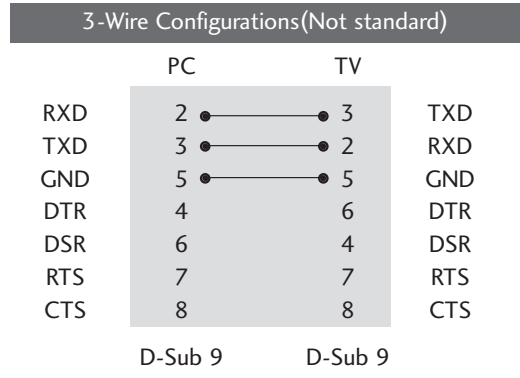 3-Wire Configurations(Not standard)
PC TV
RXD 2 3 TXD
TXD 3 2 RXD
GND 5 5 GND
DTR 4 6 DTR
DSR 6 4 DSR
RTS 7 7 RTS
CTS 8 8 CTS
D-Sub 9 D-Sub 9